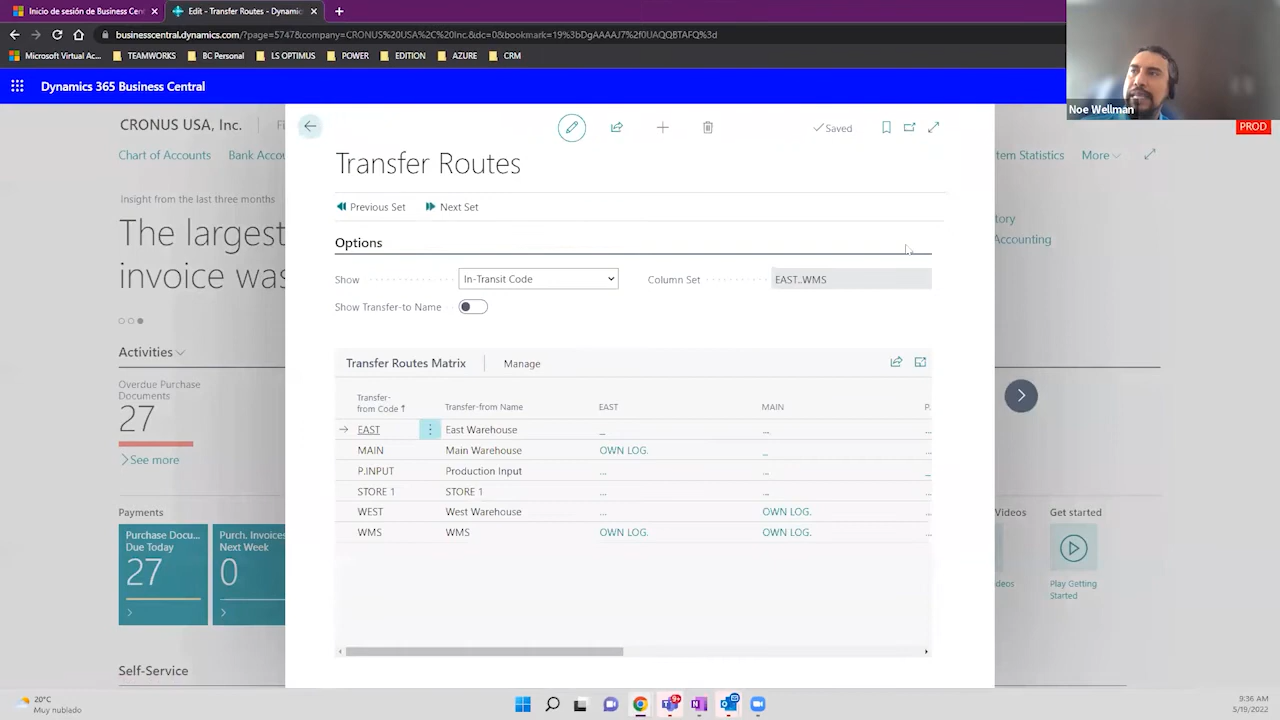 Inicio de sesión de Business Cent
Edit - Transfer Routes - Dynamic
businesscentral.dynamics.com/?page=5747&company=CRONUS%20USA%2C%20Inc.&dc=0&bookmark=19%3bDgAAAAJ7%2f0UAQQBTAFQ%3d
Microsoft Virtual Ac...
TEAMWORKS
BC Personal
LS OPTIMUS
POWER
EDITION
AZURE
CRM
Noe Wellman
PROD
Dynamics 365 Business Central
CRONUS USA, Inc.
Chart of Accounts
Bank Accou
tem Statistics
More
Insight from the last three months
The largest
invoice was
tory
Accounting
Saved
Transfer Routes
Previous Set
Next Set
Options
Show
In-Transit Code
Column Set
EAST..WMS
Show Transfer-to Name
Activities
Overdue Purchase
Documents
27
See more
Transfer Routes Matrix
Manage
Transfer-
from Code ↑
Transfer-from Name
EAST
MAIN
P.
EAST
East Warehouse
...
...
...
MAIN
Main Warehouse
OWN LOG.
...
...
P.INPUT
Production Input
...
...
...
STORE 1
STORE 1
...
...
...
WEST
West Warehouse
...
OWN LOG.
...
WMS
WMS
OWN LOG.
OWN LOG.
...
Payments
Purchase Docu...
Due Today
27
Purch. Invoices
Next Week
0
Videos
Get started
deos
Play Getting
Started
Self-Service
20°C
Muy nublado
9:36 AM
5/19/2022